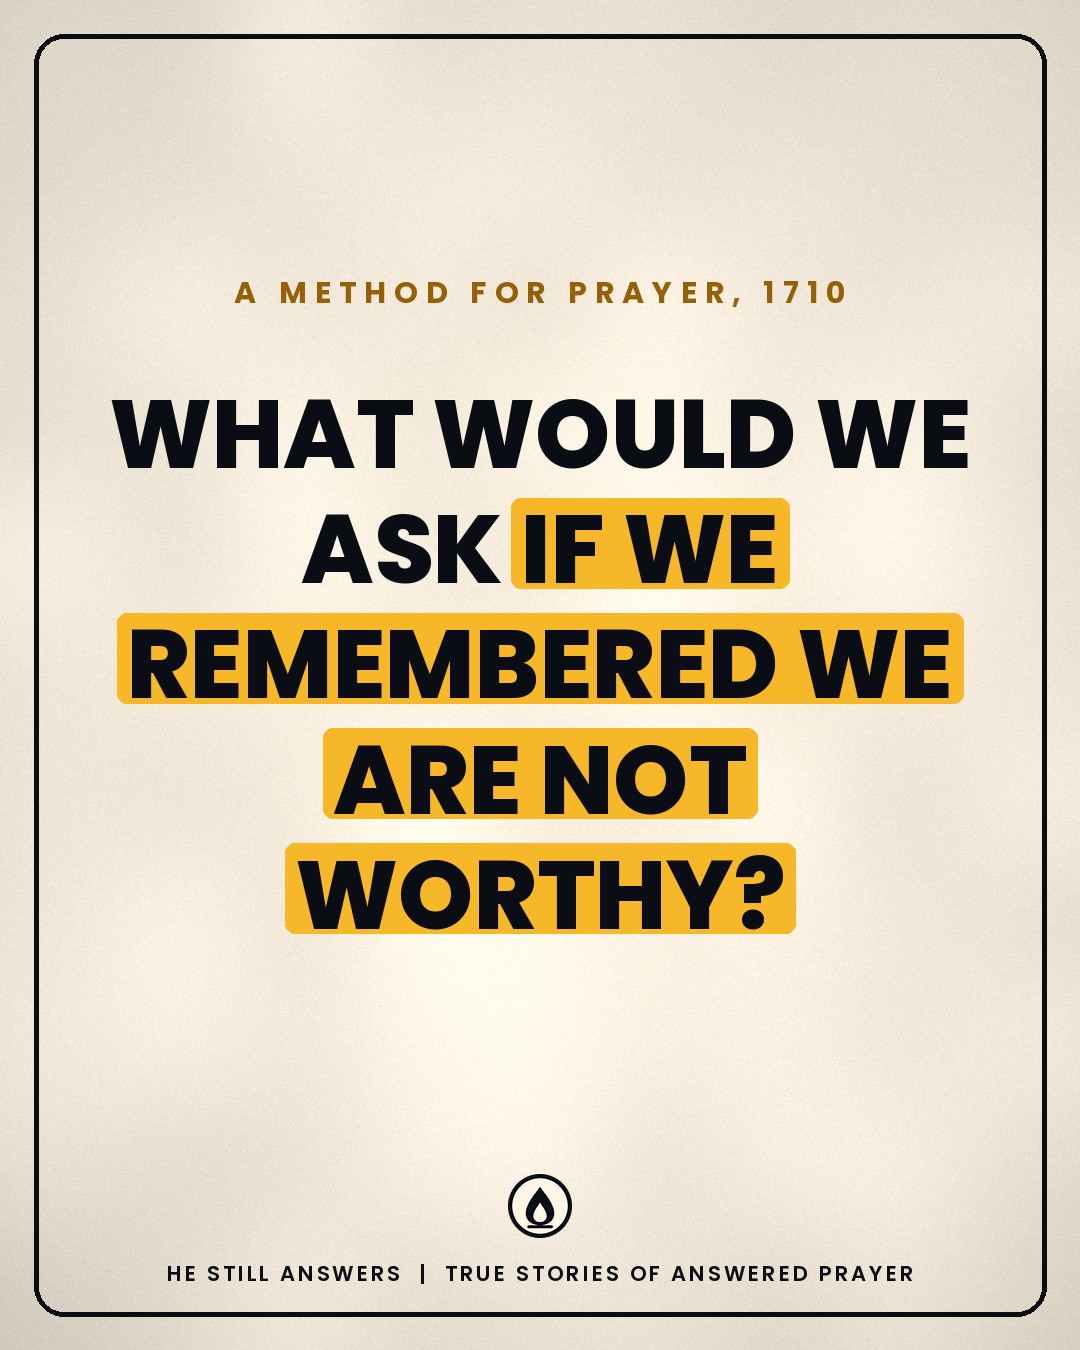 A METHOD FOR PRAYER, 1710
WHAT WOULD WE
ASK IF WE
REMEMBERED WE
ARE NOT
WORTHY?
HE STILL ANSWERS | TRUE STORIES OF ANSWERED PRAYER